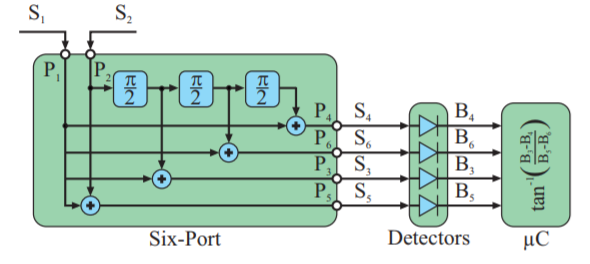 S₁ S₂
P₁ P₂
π/2 π/2 π/2
P₄ S₄ B₄
P₆ S₆ B₆
P₃ S₃ B₃
P₅ S₅ B₅
tan⁻¹(B₃-B₄/B₅-B₆)
Six-Port Detectors μC